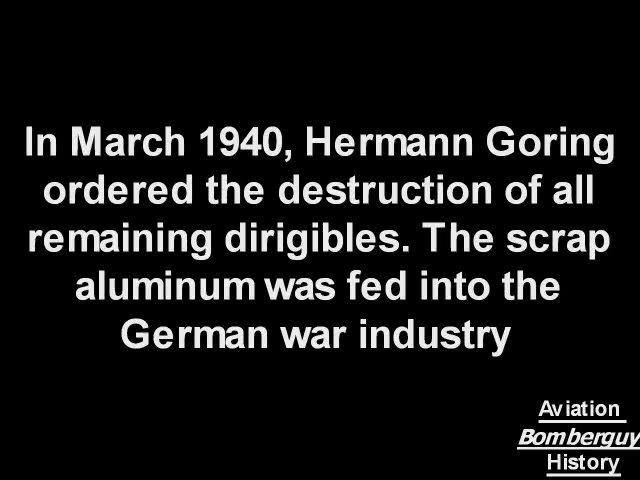 In March 1940, Hermann Goring
ordered the destruction of all
remaining dirigibles. The scrap
aluminum was fed into the
German war industry
Aviation
Bomberguy
History